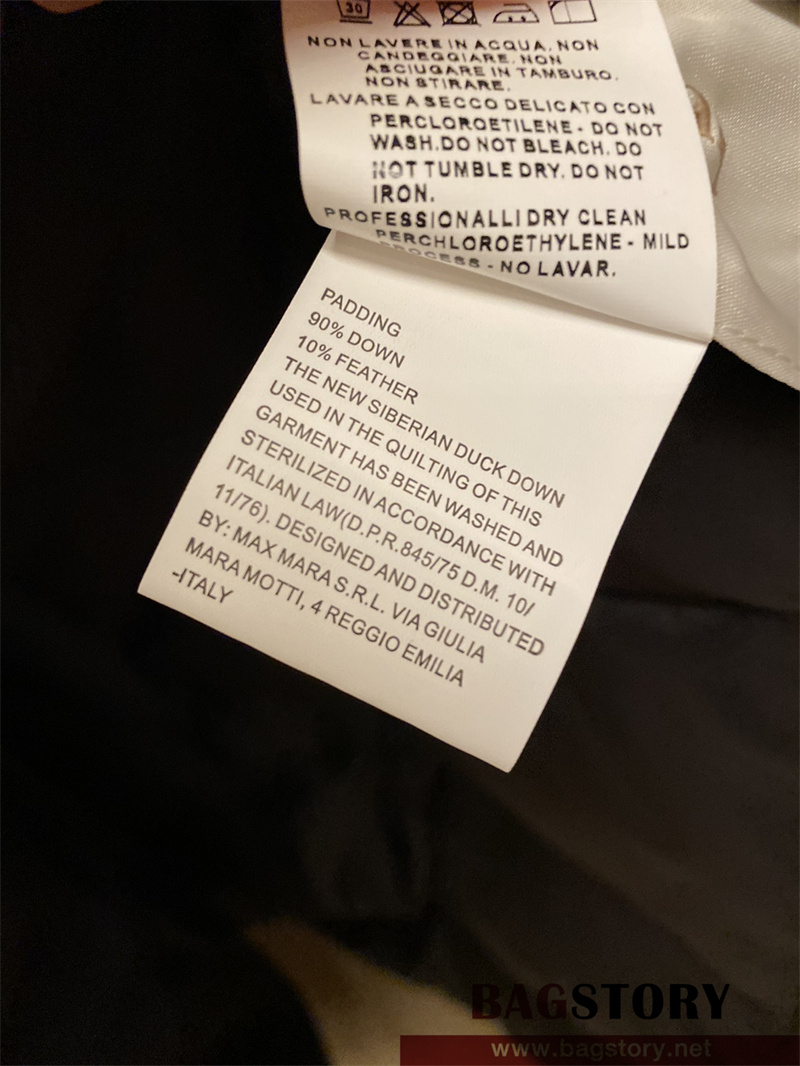 30
NON LAVERE IN ACQUA. NON
CANDEGGIARE. NON
ASCIUGARE IN TAMBURO.
NON STIRARE.
LAVARE A SECCO DELICATO CON
PERCLOROETILENE - DO NOT
WASH.DO NOT BLEACH. DO
NOT TUMBLE DRY. DO NOT
IRON.
PROFESSIONALLI DRY CLEAN
PERCHLOROETHYLENE - MILD
PROCESS - NO LAVAR.
PADDING
90% DOWN
10% FEATHER
THE NEW SIBERIAN DUCK DOWN
USED IN THE QUILTING OF THIS
GARMENT HAS BEEN WASHED AND
STERILIZED IN ACCORDANCE WITH
ITALIAN LAW(D.P.R.845/75 D.M. 10/
11/76). DESIGNED AND DISTRIBUTED
BY: MAX MARA S.R.L. VIA GIULIA
MARA MOTTI, 4 REGGIO EMILIA
-ITALY
BAGSTORY
www.bagstory.net